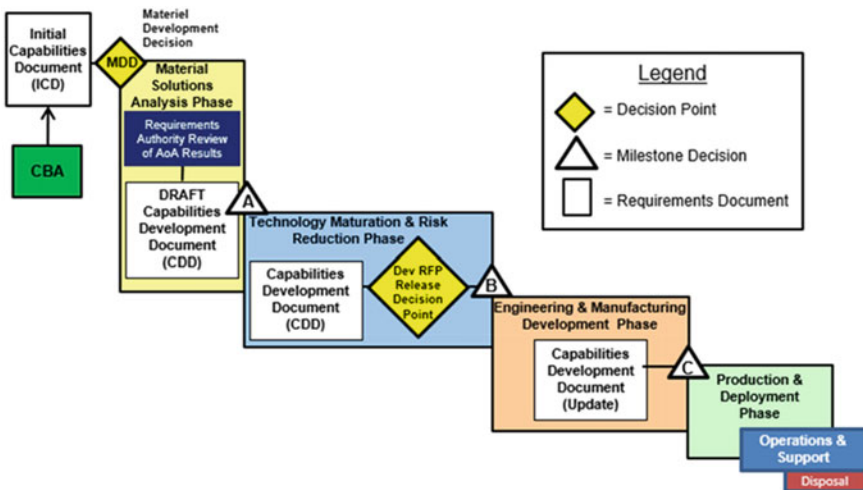 Initial
Capabilities
Document
(ICD)
CBA
Materiel
Development
Decision
MDD
Material
Solutions
Analysis Phase
Requirements
Authority Review
of AoA Results
DRAFT
Capabilities
Development
Document
(CDD)
A
Technology Maturation & Risk
Reduction Phase
Capabilities
Development
Document
(CDD)
Dev RFP
Release
Decision
Point
B
Engineering & Manufacturing
Development Phase
Capabilities
Development
Document
(Update)
C
Production &
Deployment
Phase
Operations &
Support
Disposal
Legend
= Decision Point
= Milestone Decision
= Requirements Document